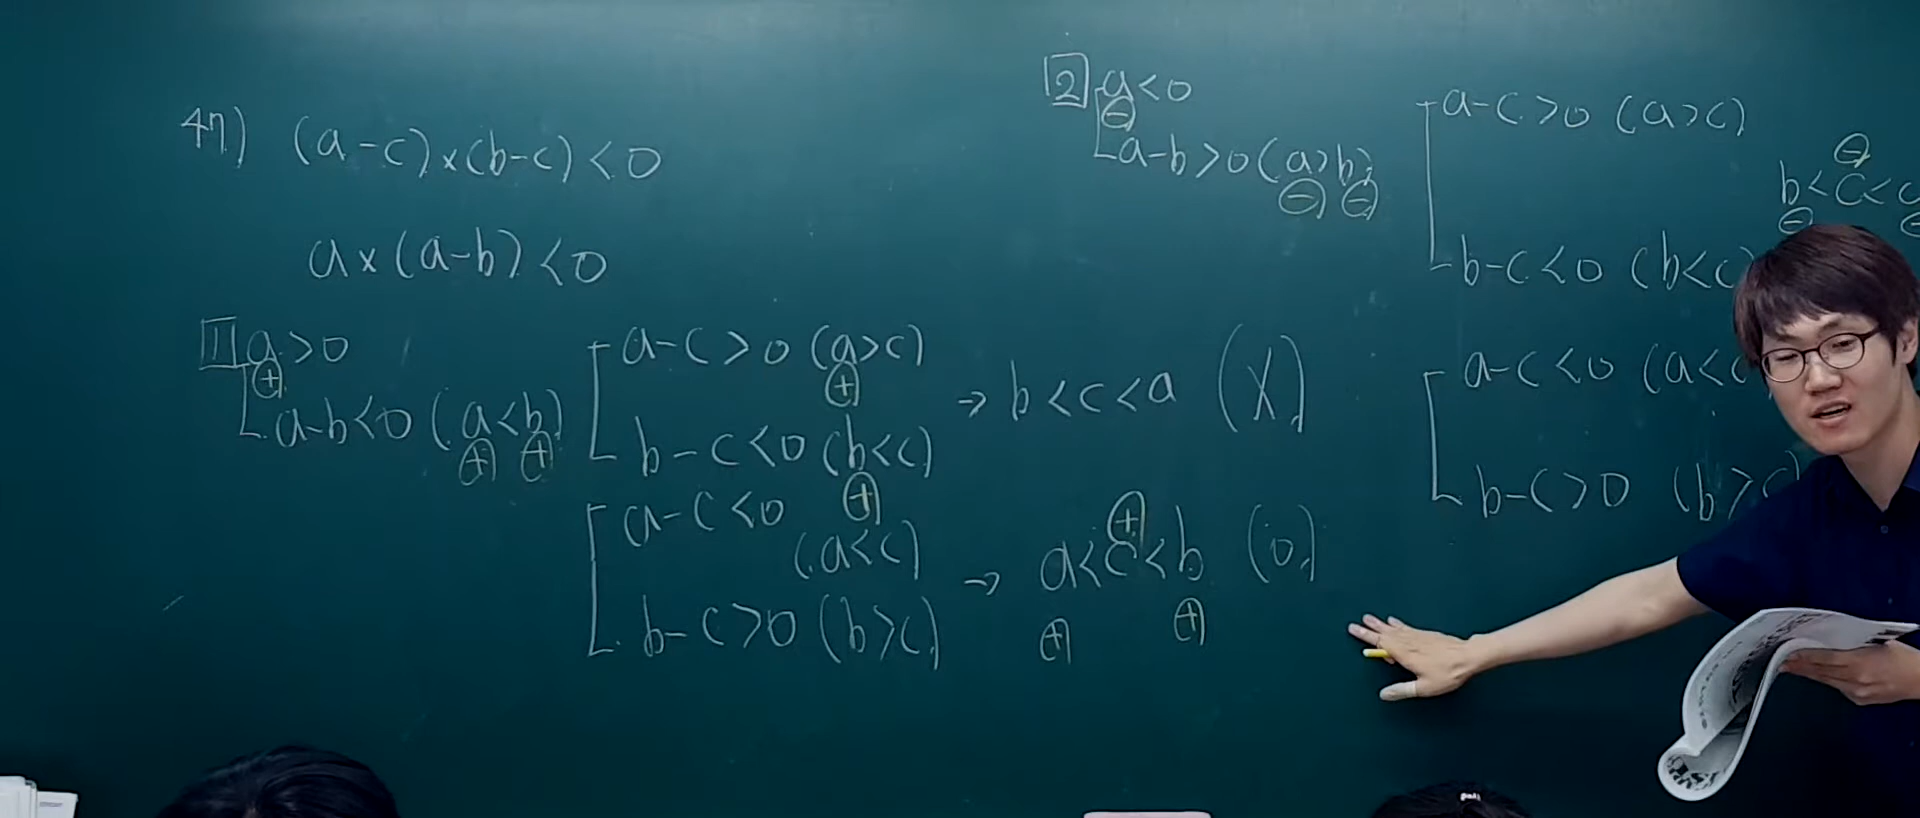 47) (a-c)×(b-c)<0
a×(a-b)<0
1 a>0
⊕
a-b<0 (a<b)
⊕ ⊕
a-c>0 (a>c)
⊕
b-c<0 (b<c)
⊕
→ b<c<a (X)
a-c<0
(a<c)
b-c>0 (b>c)
⊕
→ a<c<b (o)
⊕ ⊕
2 a<0
⊖
a-b>0 (a>b)
⊖ ⊖
a-c>0 (a>c)
b-c<0 (b<c)
⊖
b<c<
⊖ ⊖
a-c<0 (a<c
b-c>0 (b>c)